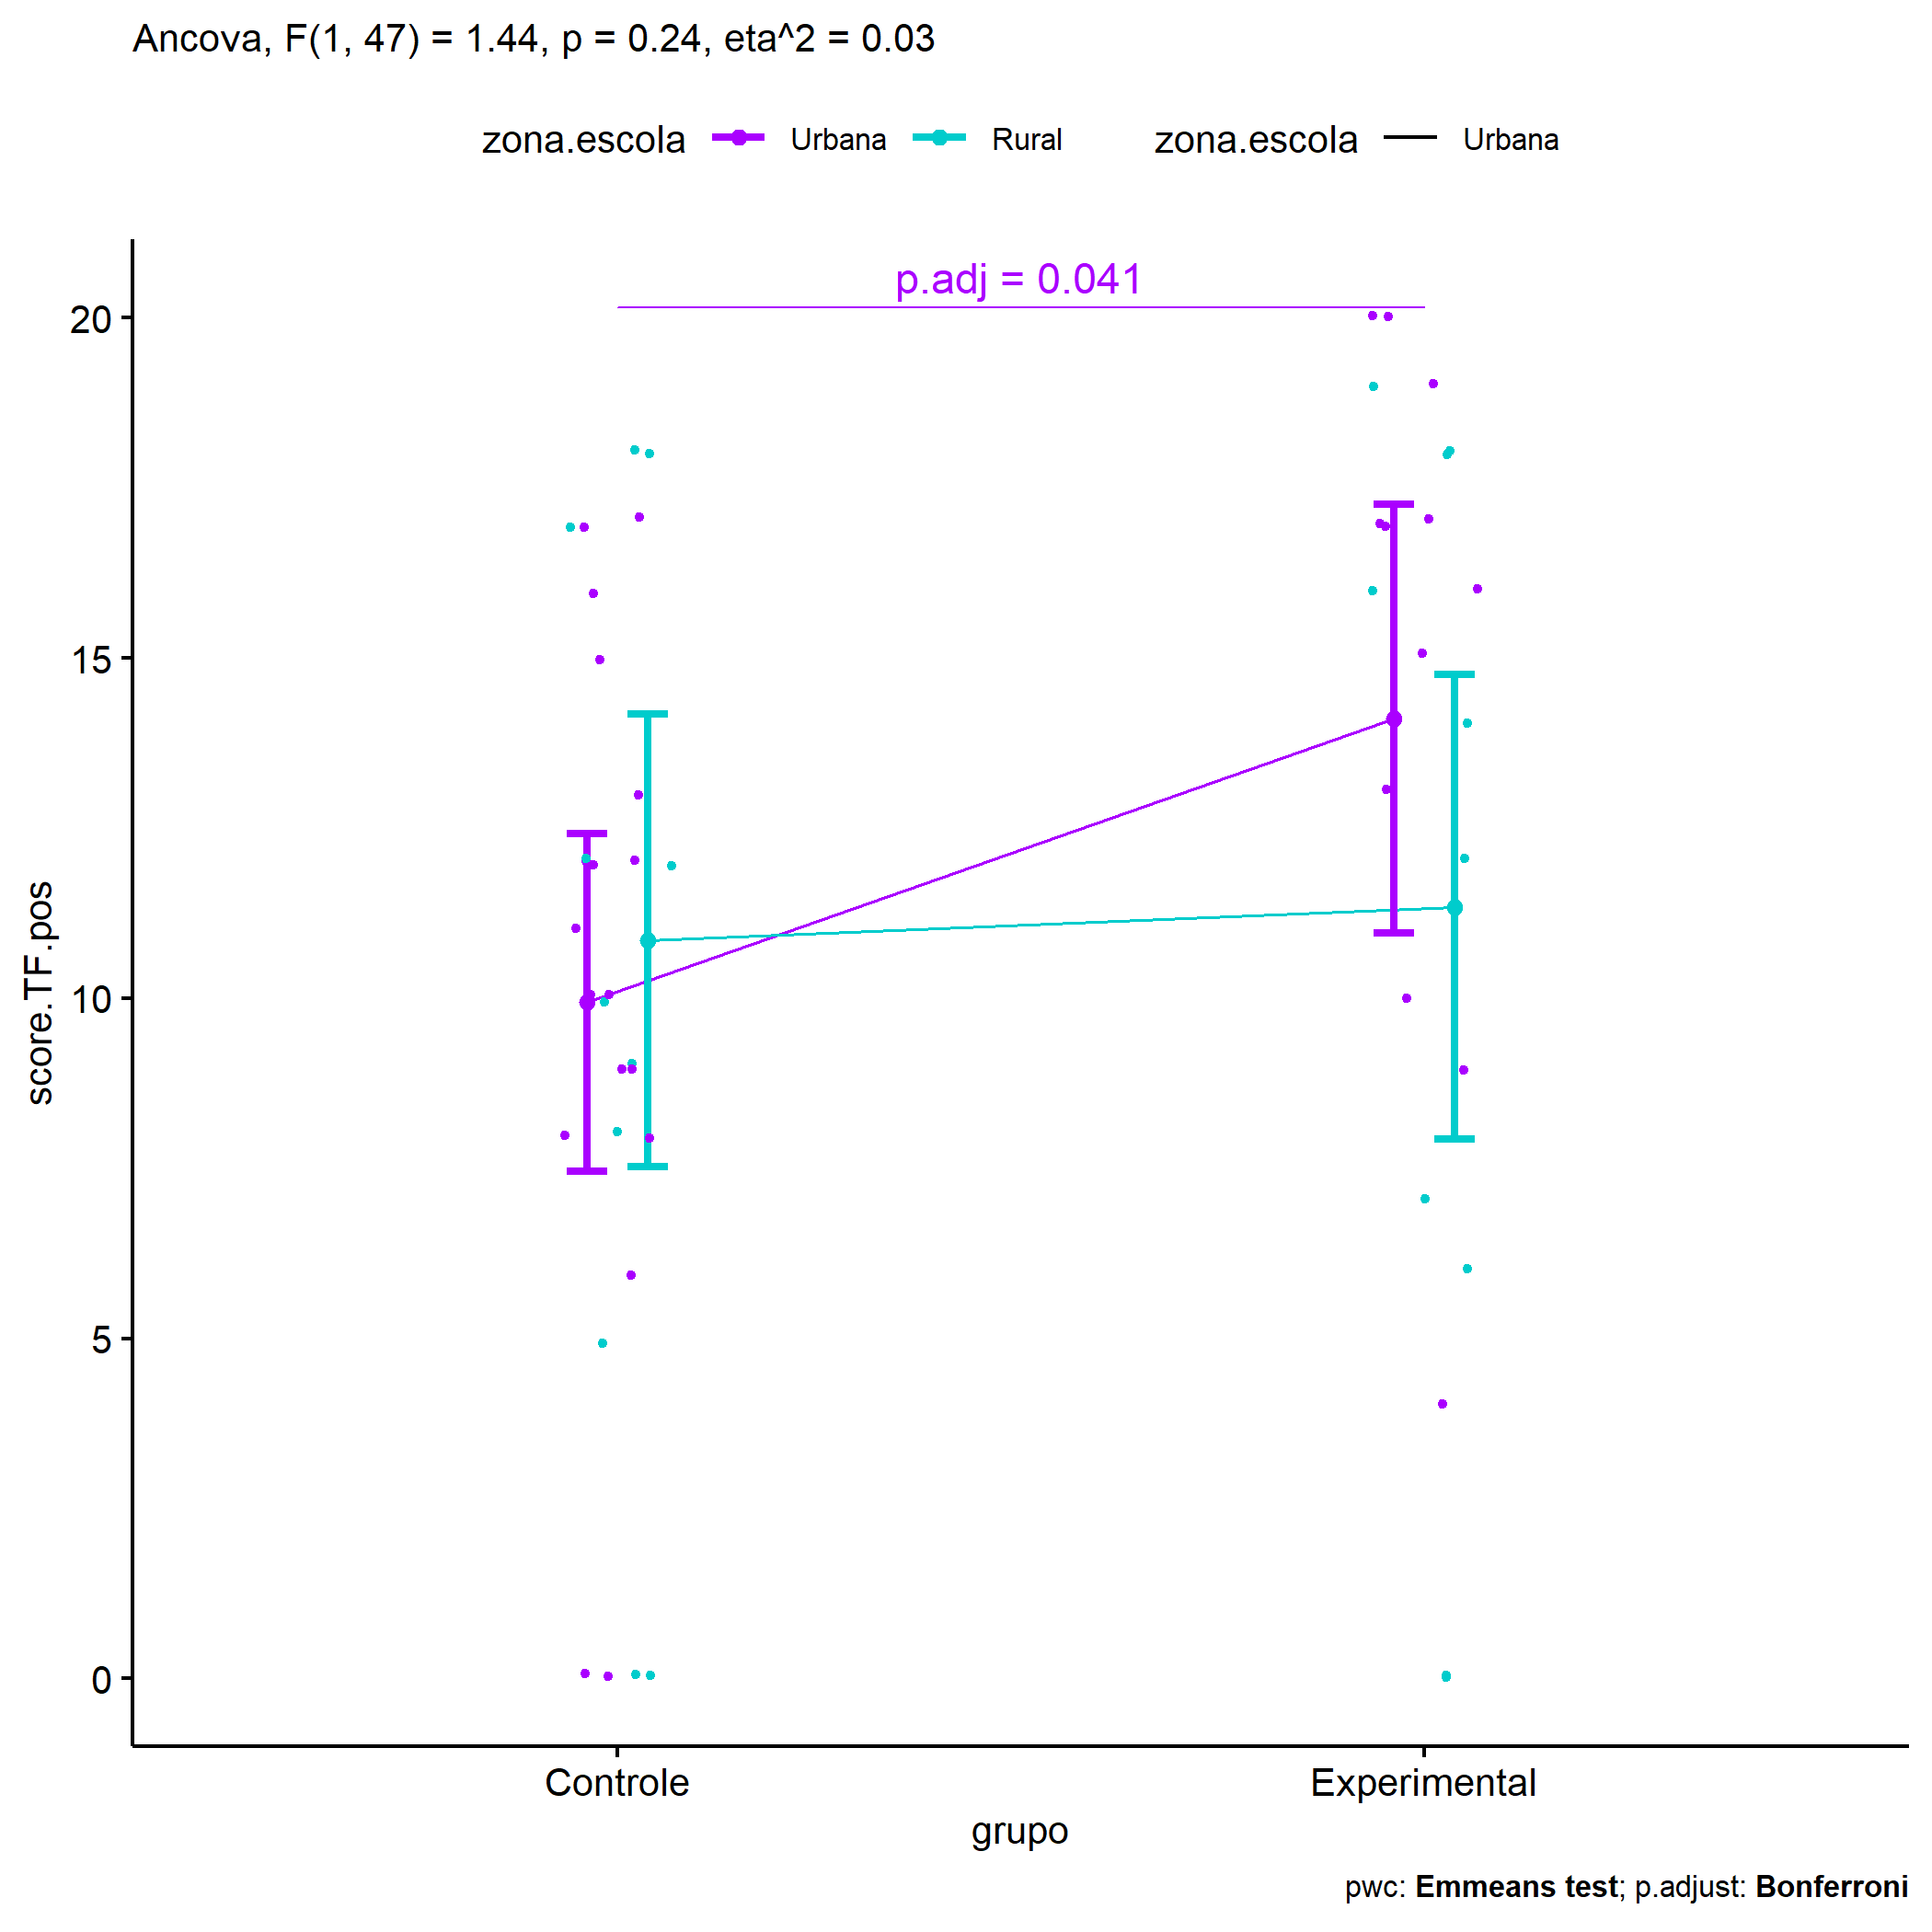 Ancova, F(1, 47) = 1.44, p = 0.24, eta^2 = 0.03
zona.escola Urbana Rural zona.escola Urbana
p.adj = 0.041
20
15
10
5
0
score.TF.pos
Controle Experimental
grupo
pwc: Emmeans test; p.adjust: Bonferroni